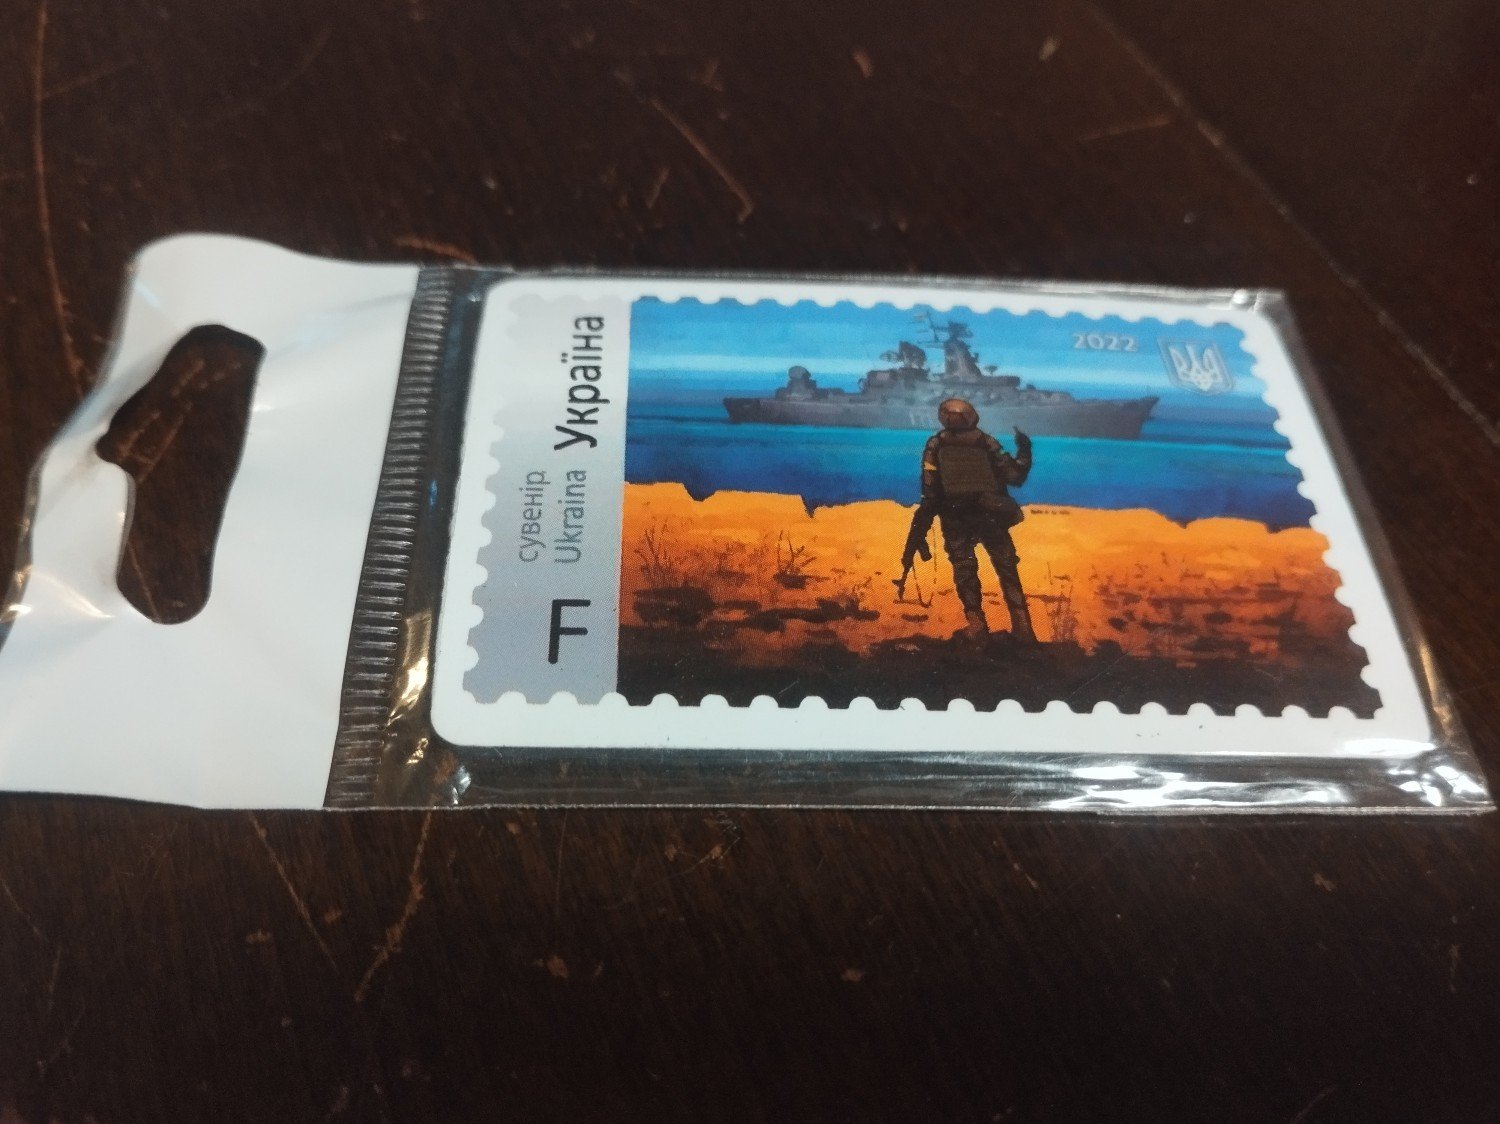 Україна
Ukraina
сувенір
F
2022